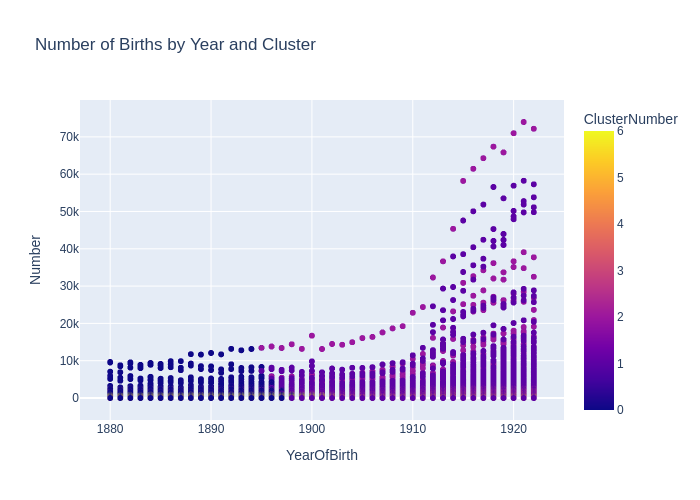 Number of Births by Year and Cluster
ClusterNumber
6
5
4
3
2
1
0
70k
60k
50k
40k
30k
20k
10k
0
Number
1880
1890
1900
1910
1920
YearOfBirth